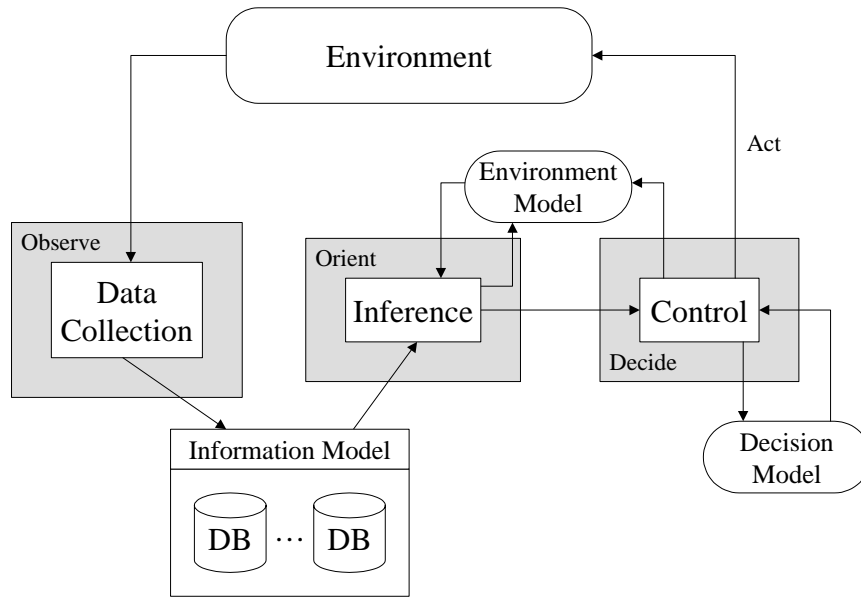 Environment
Act
Environment
Model
Observe
Data
Collection
Orient
Inference
Control
Decide
Information Model
DB ... DB
Decision
Model